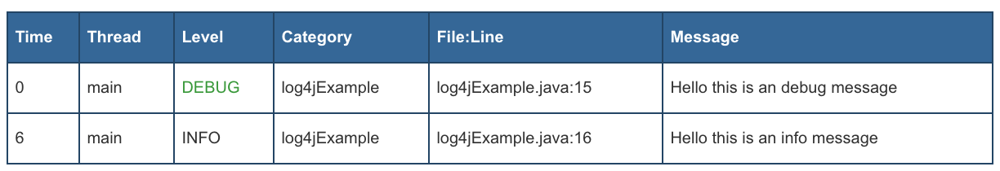 Time Thread Level Category File:Line Message
0 main DEBUG log4jExample log4jExample.java:15 Hello this is an debug message
6 main INFO log4jExample log4jExample.java:16 Hello this is an info message